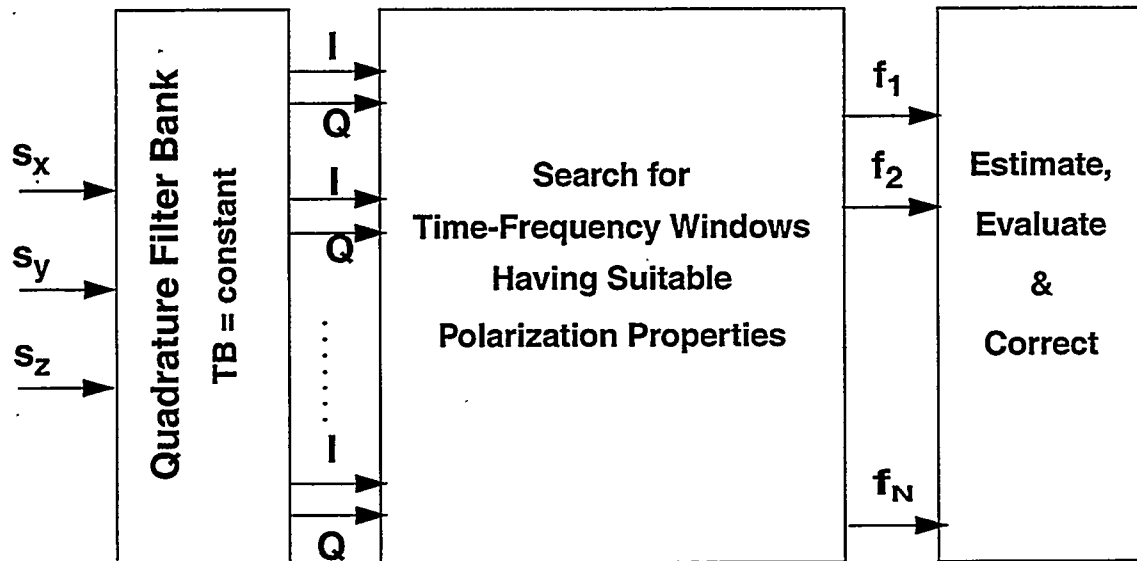 s_x
s_y
s_z
Quadrature Filter Bank
TB = constant
I
Q
I
Q
.......
I
Q
Search for
Time-Frequency Windows
Having Suitable
Polarization Properties
f_1
f_2
f_N
Estimate,
Evaluate
&
Correct